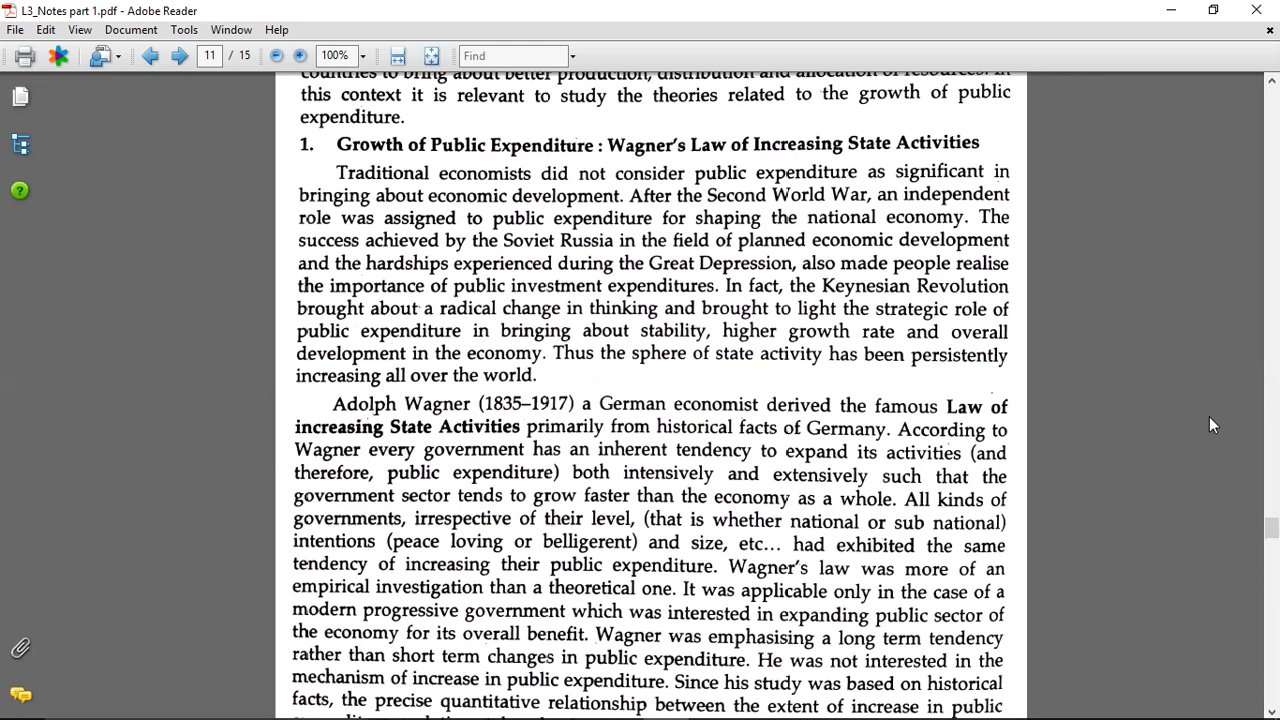 L3_Notes part 1.pdf - Adobe Reader
File Edit View Document Tools Window Help
11 / 15 100% Find
countries to bring about better production, distribution and allocation of resources. In
this context it is relevant to study the theories related to the growth of public
expenditure.
1. Growth of Public Expenditure : Wagner's Law of Increasing State Activities
Traditional economists did not consider public expenditure as significant in
bringing about economic development. After the Second World War, an independent
role was assigned to public expenditure for shaping the national economy. The
success achieved by the Soviet Russia in the field of planned economic development
and the hardships experienced during the Great Depression, also made people realise
the importance of public investment expenditures. In fact, the Keynesian Revolution
brought about a radical change in thinking and brought to light the strategic role of
public expenditure in bringing about stability, higher growth rate and overall
development in the economy. Thus the sphere of state activity has been persistently
increasing all over the world.
Adolph Wagner (1835–1917) a German economist derived the famous Law of
increasing State Activities primarily from historical facts of Germany. According to
Wagner every government has an inherent tendency to expand its activities (and
therefore, public expenditure) both intensively and extensively such that the
government sector tends to grow faster than the economy as a whole. All kinds of
governments, irrespective of their level, (that is whether national or sub national)
intentions (peace loving or belligerent) and size, etc... had exhibited the same
tendency of increasing their public expenditure. Wagner's law was more of an
empirical investigation than a theoretical one. It was applicable only in the case of a
modern progressive government which was interested in expanding public sector of
the economy for its overall benefit. Wagner was emphasising a long term tendency
rather than short term changes in public expenditure. He was not interested in the
mechanism of increase in public expenditure. Since his study was based on historical
facts, the precise quantitative relationship between the extent of increase in public